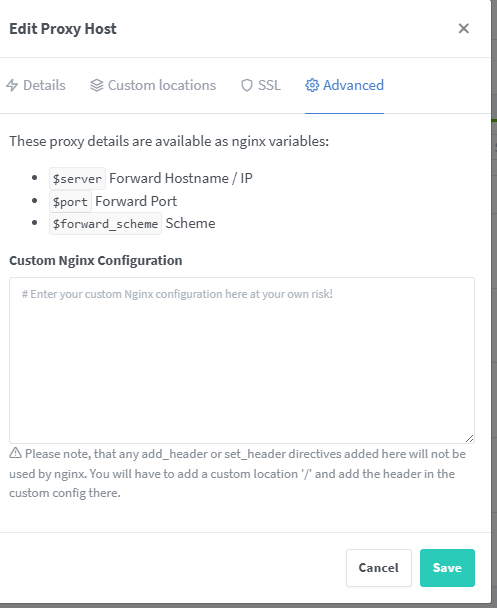 Edit Proxy Host
Details Custom locations SSL Advanced
These proxy details are available as nginx variables:
$server Forward Hostname / IP
$port Forward Port
$forward_scheme Scheme
Custom Nginx Configuration
# Enter your custom Nginx configuration here at your own risk!
Please note, that any add_header or set_header directives added here will not be
used by nginx. You will have to add a custom location '/' and add the header in the
custom config there.
Cancel Save